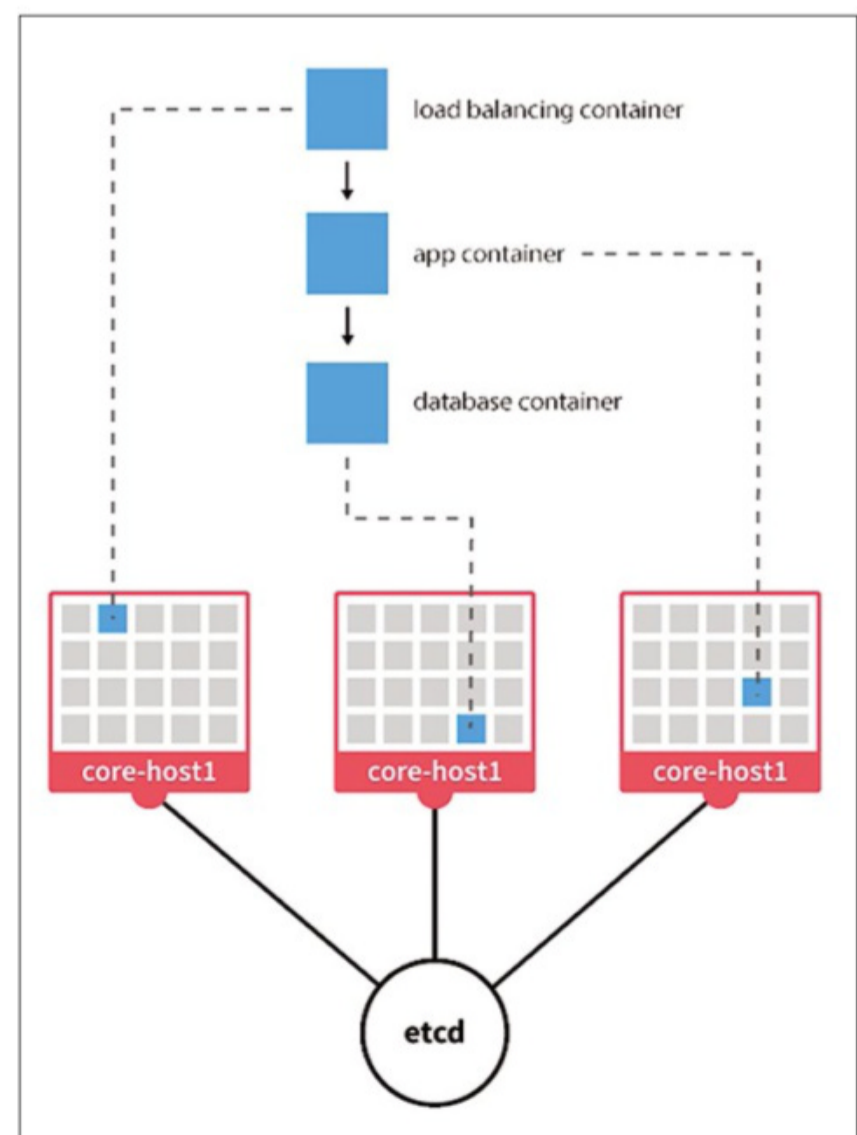 load balancing container
app container
database container
core-host1
core-host1
core-host1
etcd